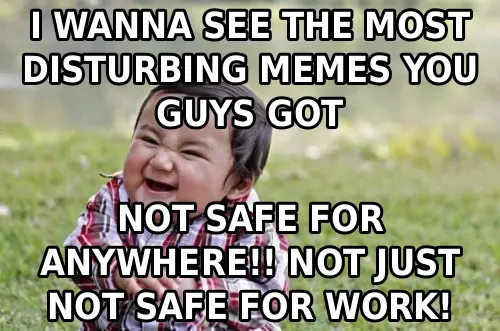 I WANNA SEE THE MOST
DISTURBING MEMES YOU
GUYS GOT
NOT SAFE FOR
ANYWHERE!! NOT JUST
NOT SAFE FOR WORK!